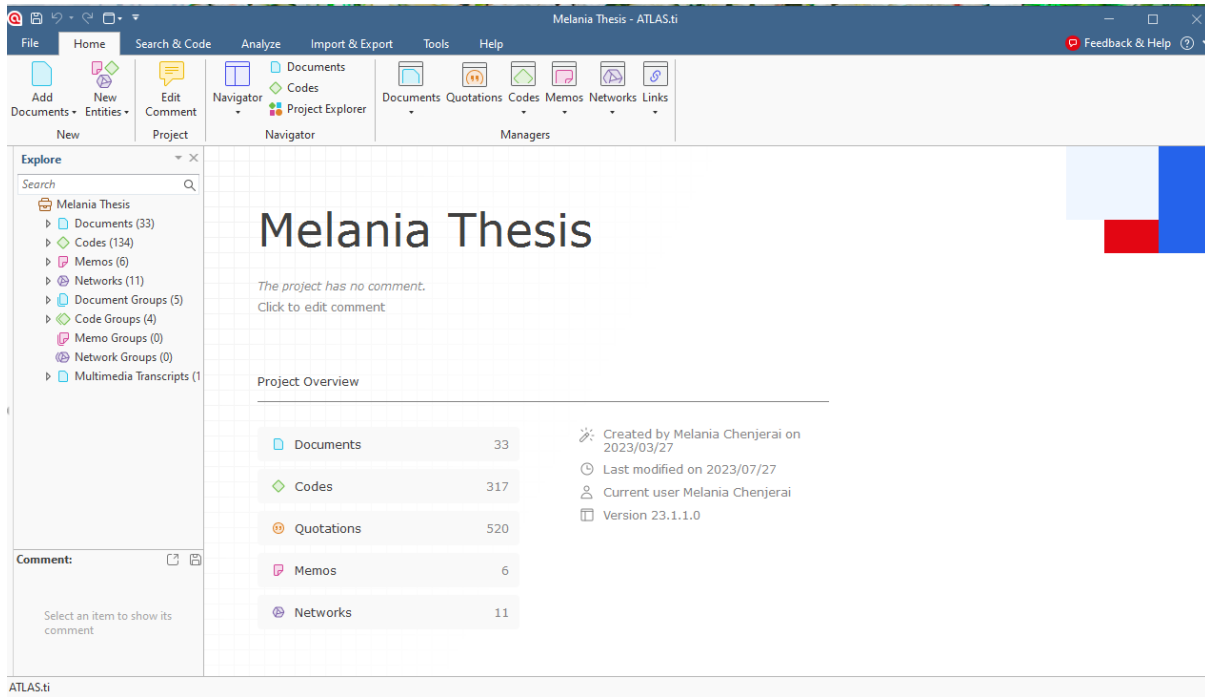 Melania Thesis - ATLAS.ti
File Home Search & Code Analyze Import & Export Tools Help Feedback & Help
Add Documents
New Entities
Edit Comment
Navigator
Documents
Codes
Project Explorer
Documents Quotations Codes Memos Networks Links
New Project Navigator Managers
Explore
Search
Melania Thesis
Documents (33)
Codes (134)
Memos (6)
Networks (11)
Document Groups (5)
Code Groups (4)
Memo Groups (0)
Network Groups (0)
Multimedia Transcripts (1
Comment:
Select an item to show its
comment
Melania Thesis
The project has no comment.
Click to edit comment
Project Overview
Documents 33
Codes 317
Quotations 520
Memos 6
Networks 11
Created by Melania Chenjerai on
2023/03/27
Last modified on 2023/07/27
Current user Melania Chenjerai
Version 23.1.1.0
ATLAS.ti